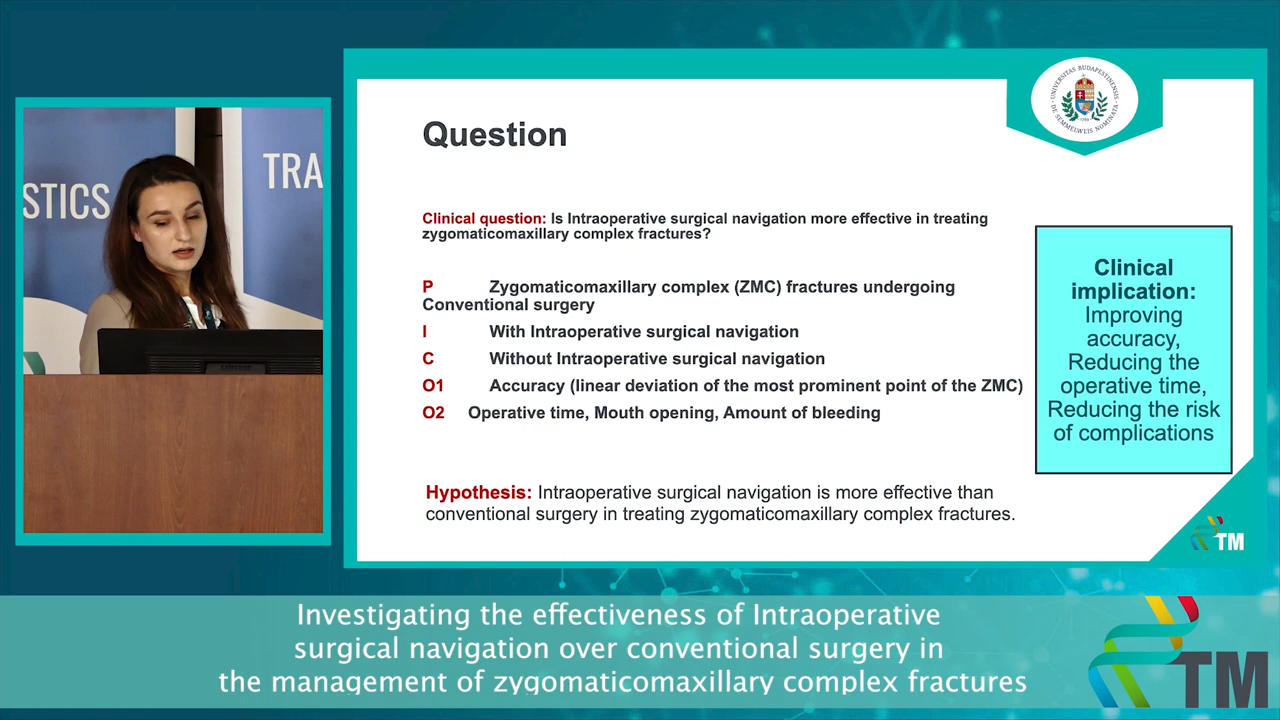 STICS
TRA
UNIVERSITAS BUDAPESTINENSIS
DE SEMMELWEIS NOMINATA
Question
Clinical question: Is Intraoperative surgical navigation more effective in treating
zygomaticomaxillary complex fractures?
P Zygomaticomaxillary complex (ZMC) fractures undergoing
Conventional surgery
I With Intraoperative surgical navigation
C Without Intraoperative surgical navigation
O1 Accuracy (linear deviation of the most prominent point of the ZMC)
O2 Operative time, Mouth opening, Amount of bleeding
Hypothesis: Intraoperative surgical navigation is more effective than
conventional surgery in treating zygomaticomaxillary complex fractures.
Clinical
implication:
Improving
accuracy,
Reducing the
operative time,
Reducing the risk
of complications
TM
Investigating the effectiveness of Intraoperative
surgical navigation over conventional surgery in
the management of zygomaticomaxillary complex fractures
TM